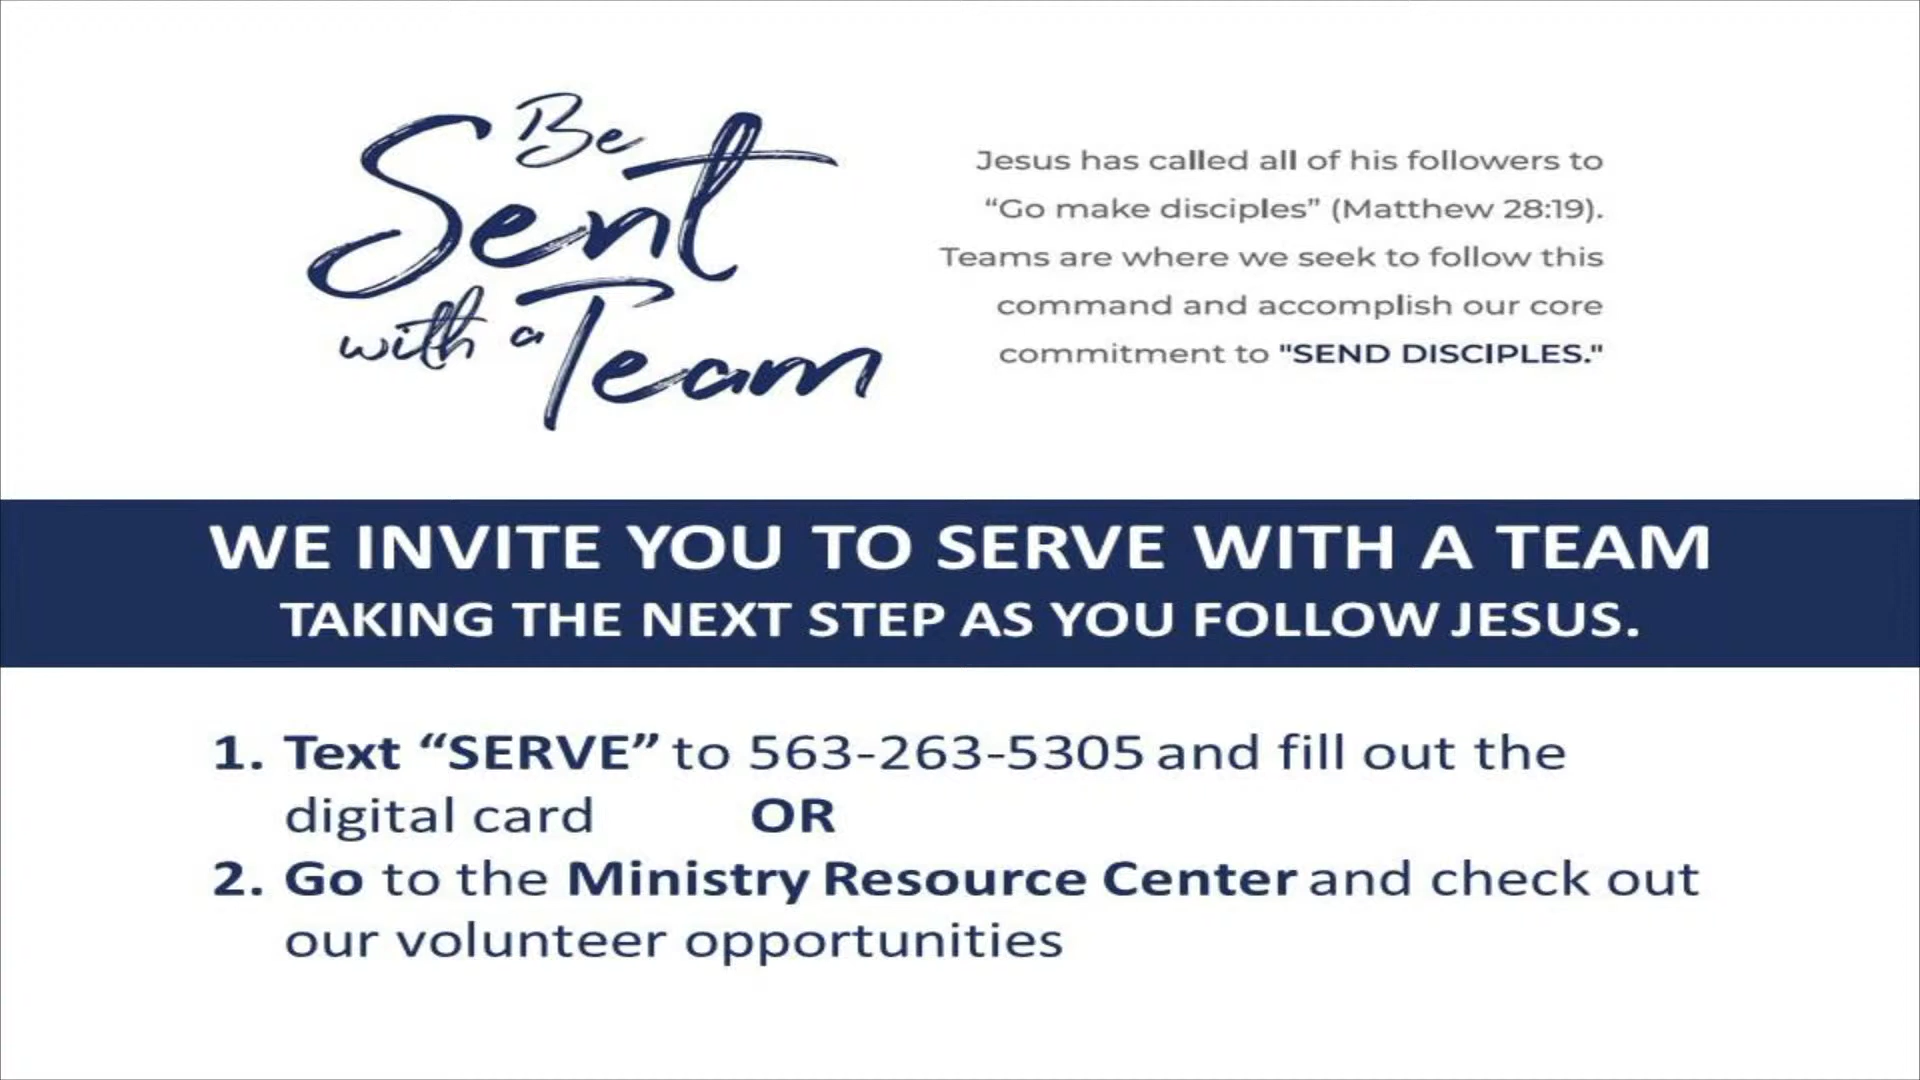 Be
Sent
with a
Team
Jesus has called all of his followers to
“Go make disciples” (Matthew 28:19).
Teams are where we seek to follow this
command and accomplish our core
commitment to "SEND DISCIPLES."
WE INVITE YOU TO SERVE WITH A TEAM
TAKING THE NEXT STEP AS YOU FOLLOW JESUS.
1. Text “SERVE” to 563-263-5305 and fill out the
digital card OR
2. Go to the Ministry Resource Center and check out
our volunteer opportunities